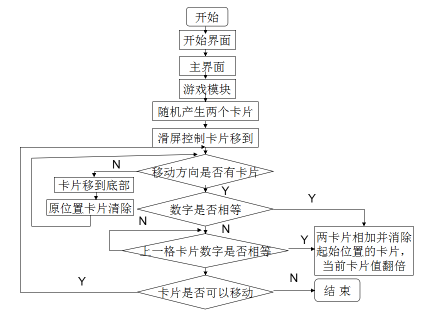 开始
开始界面
主界面
游戏模块
随机产生两个卡片
滑屏控制卡片移到
N
移动方向是否有卡片
卡片移到底部
Y
Y
原位置卡片清除
数字是否相等
N
N
上一格卡片数字是否相等
Y
两卡片相加并消除
起始位置的卡片，
当前卡片值翻倍
Y
卡片是否可以移动
N
结 束